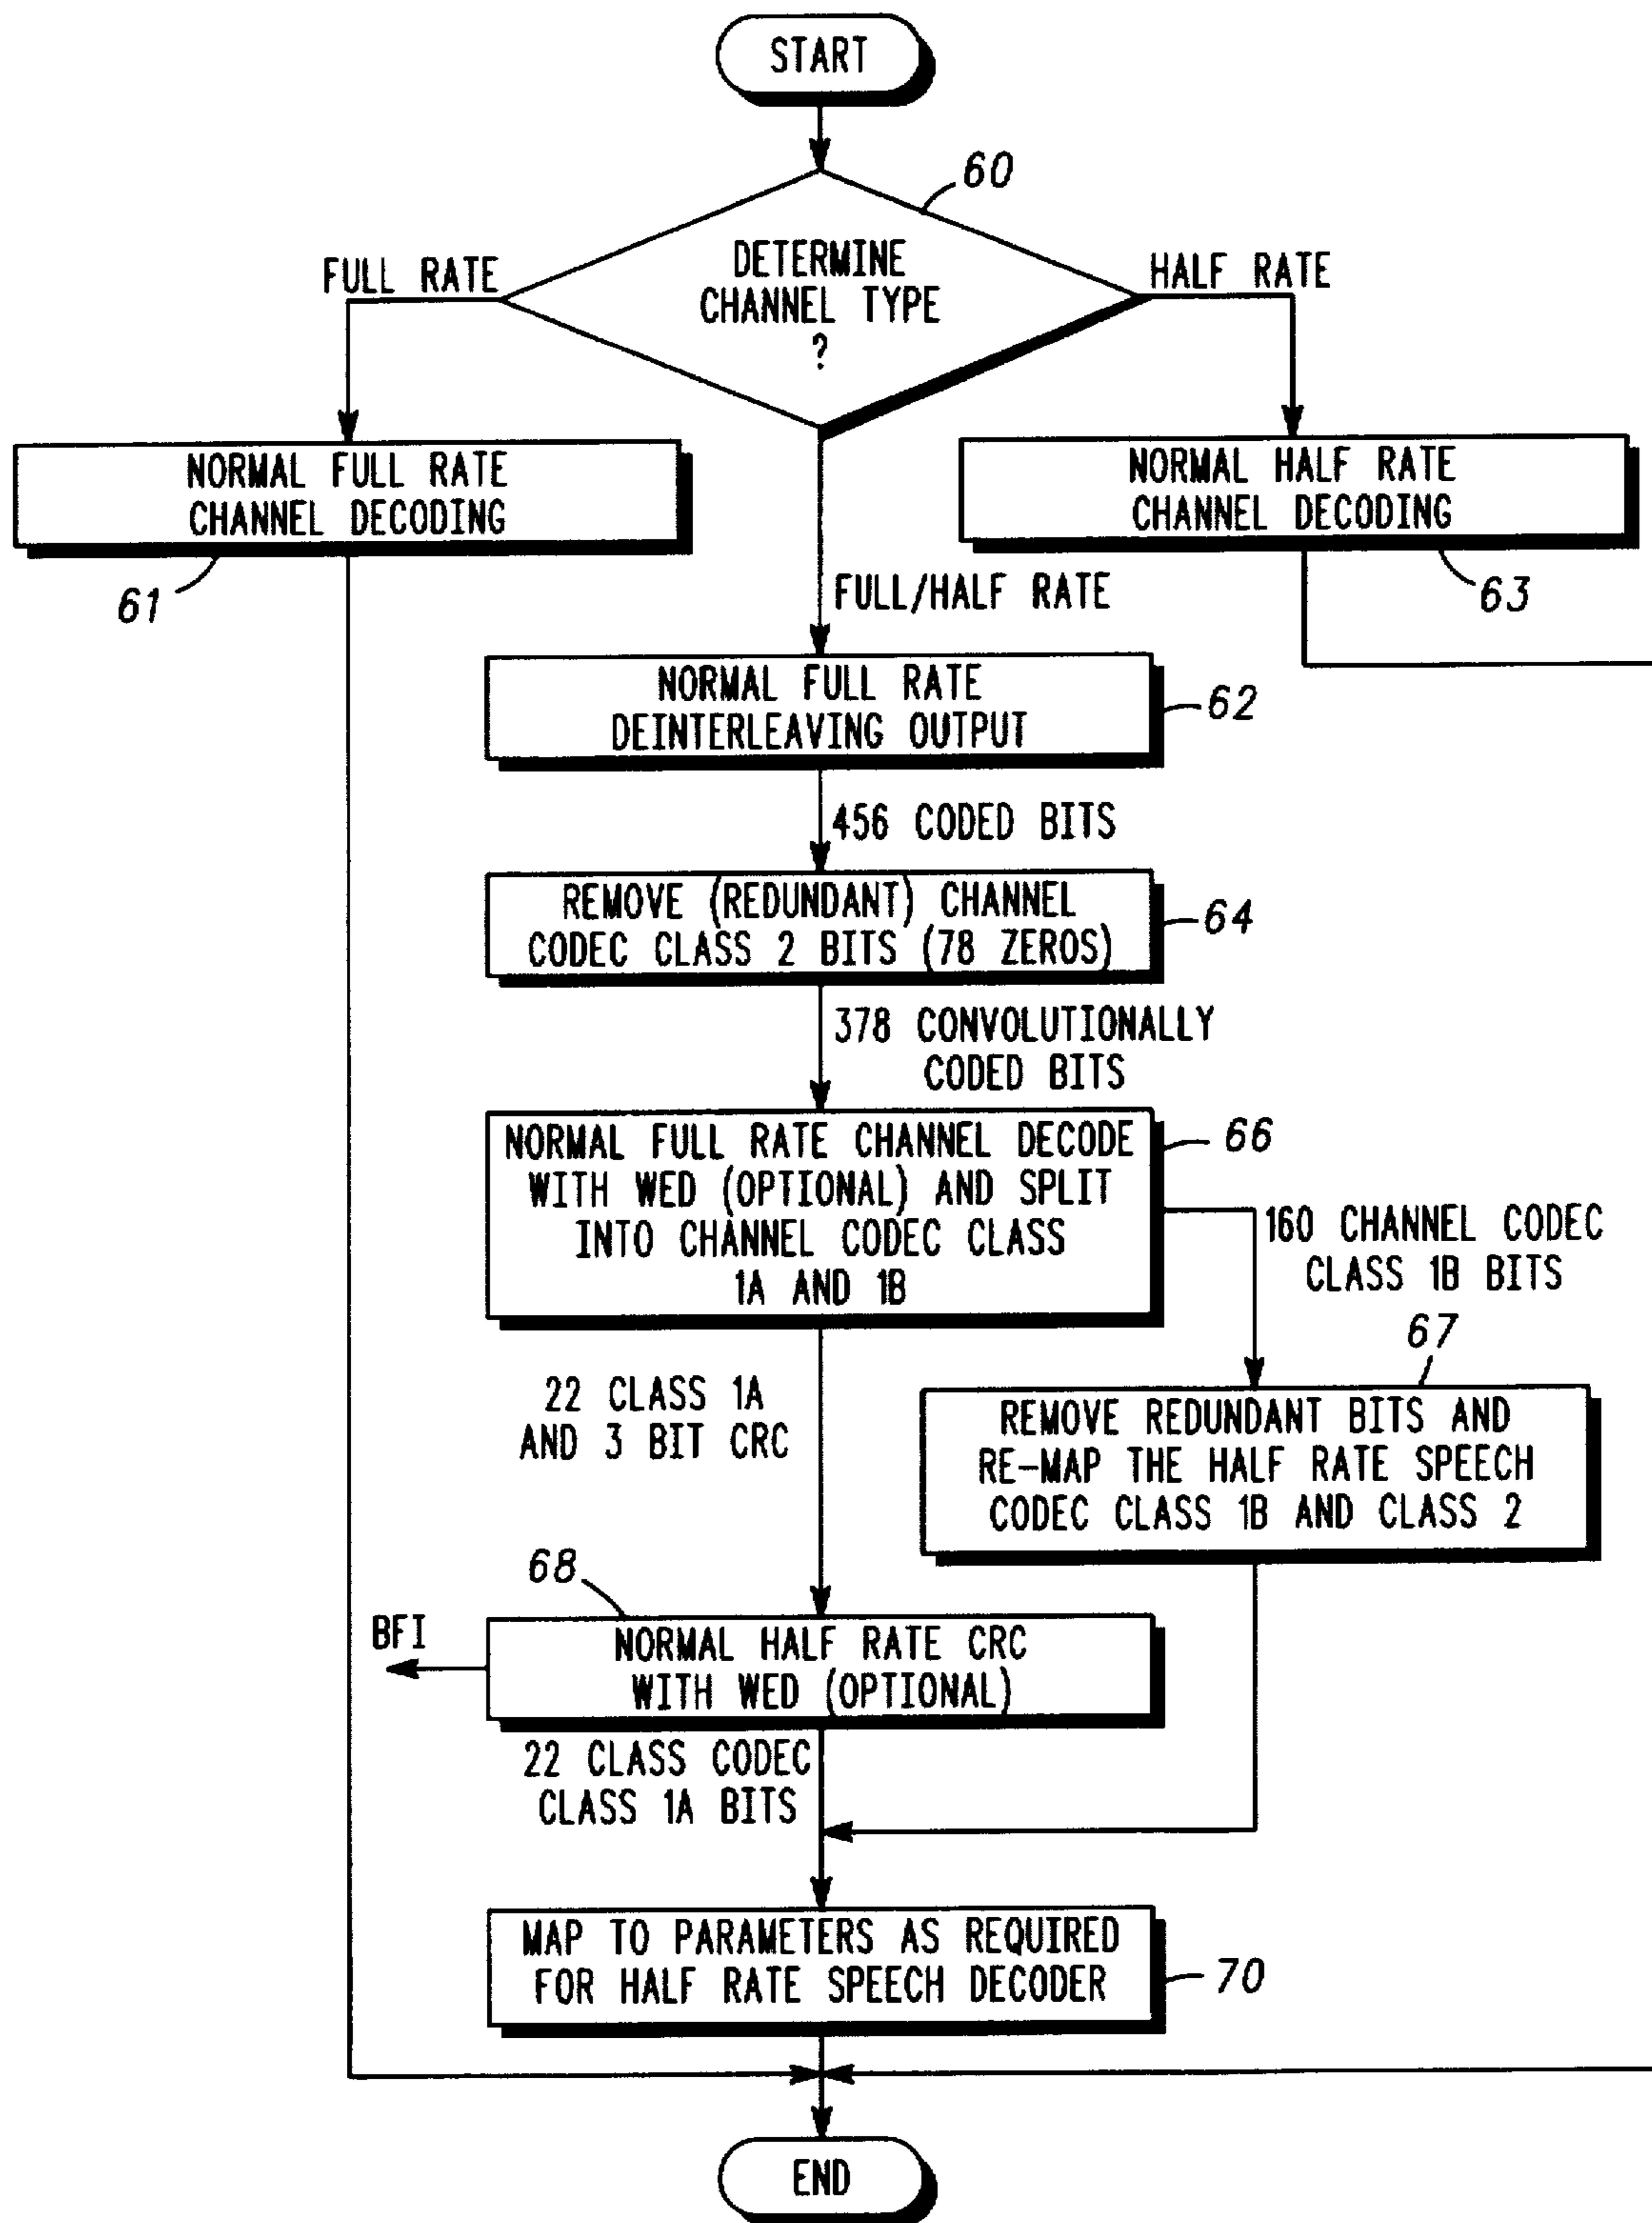 START
60
DETERMINE
CHANNEL TYPE
?
FULL RATE
HALF RATE
NORMAL FULL RATE
CHANNEL DECODING
61
NORMAL HALF RATE
CHANNEL DECODING
63
FULL/HALF RATE
NORMAL FULL RATE
DEINTERLEAVING OUTPUT
62
456 CODED BITS
REMOVE (REDUNDANT) CHANNEL
CODEC CLASS 2 BITS (78 ZEROS)
64
378 CONVOLUTIONALLY
CODED BITS
NORMAL FULL RATE CHANNEL DECODE
WITH WED (OPTIONAL) AND SPLIT
INTO CHANNEL CODEC CLASS
1A AND 1B
66
160 CHANNEL CODEC
CLASS 1B BITS
67
22 CLASS 1A
AND 3 BIT CRC
REMOVE REDUNDANT BITS AND
RE-MAP THE HALF RATE SPEECH
CODEC CLASS 1B AND CLASS 2
68
BFI
NORMAL HALF RATE CRC
WITH WED (OPTIONAL)
22 CLASS CODEC
CLASS 1A BITS
MAP TO PARAMETERS AS REQUIRED
FOR HALF RATE SPEECH DECODER
70
END